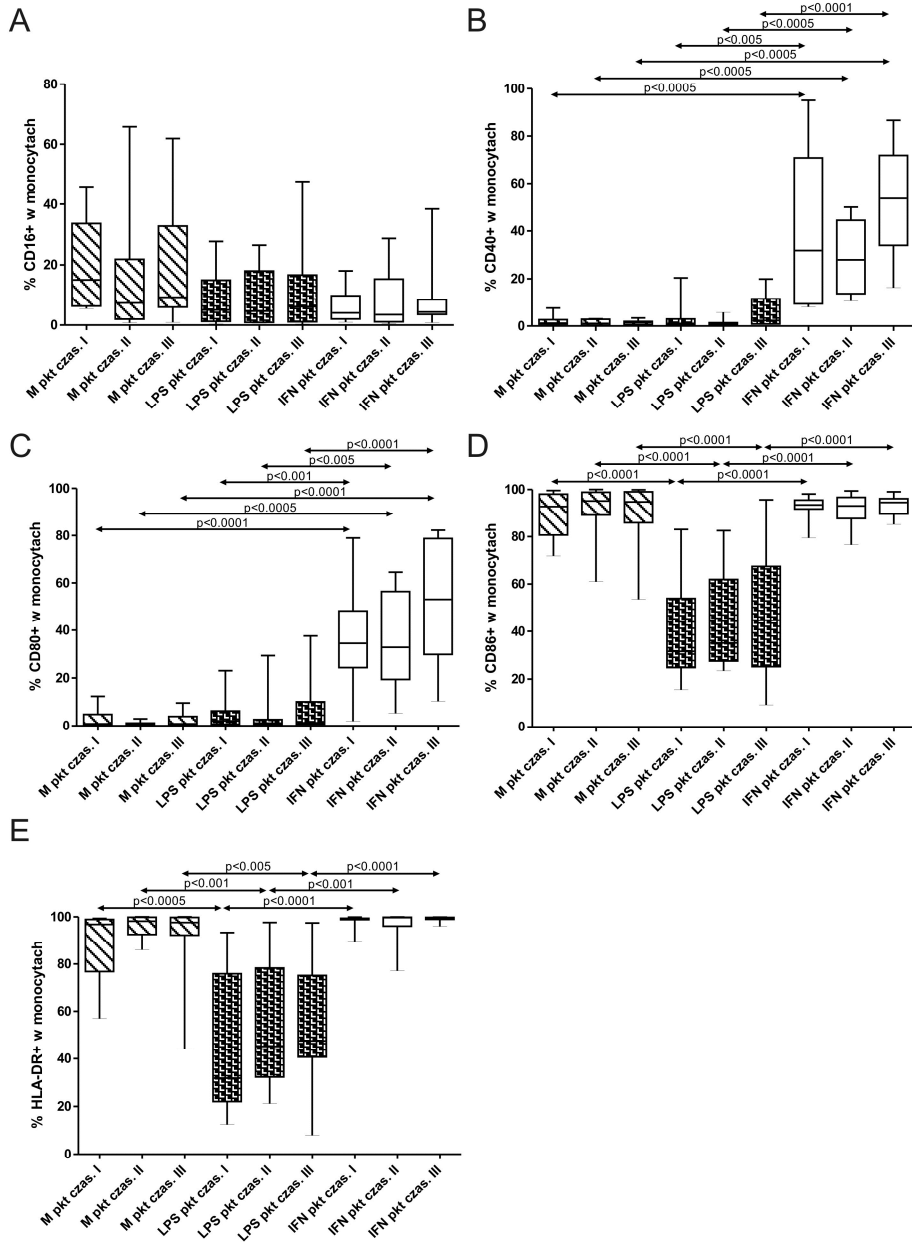 A
% CD16+ w monocytach
80
60
40
20
0
M pkt czas. I
M pkt czas. II
M pkt czas. III
LPS pkt czas. I
LPS pkt czas. II
LPS pkt czas. III
IFN pkt czas. I
IFN pkt czas. II
IFN pkt czas. III
B
p<0.0001
p<0.0005
p<0.005
p<0.0005
p<0.0005
p<0.0005
% CD40+ w monocytach
100
80
60
40
20
0
M pkt czas. I
M pkt czas. II
M pkt czas. III
LPS pkt czas. I
LPS pkt czas. II
LPS pkt czas. III
IFN pkt czas. I
IFN pkt czas. II
IFN pkt czas. III
C
p<0.0001
p<0.005
p<0.001
p<0.0001
p<0.0005
p<0.0001
% CD80+ w monocytach
100
80
60
40
20
0
M pkt czas. I
M pkt czas. II
M pkt czas. III
LPS pkt czas. I
LPS pkt czas. II
LPS pkt czas. III
IFN pkt czas. I
IFN pkt czas. II
IFN pkt czas. III
D
p<0.0001 p<0.0001
p<0.0001 p<0.0001
p<0.0001 p<0.0001
% CD86+ w monocytach
100
80
60
40
20
0
M pkt czas. I
M pkt czas. II
M pkt czas. III
LPS pkt czas. I
LPS pkt czas. II
LPS pkt czas. III
IFN pkt czas. I
IFN pkt czas. II
IFN pkt czas. III
E
p<0.005 p<0.0001
p<0.001 p<0.001
p<0.0005 p<0.0001
% HLA-DR+ w monocytach
100
80
60
40
20
0
M pkt czas. I
M pkt czas. II
M pkt czas. III
LPS pkt czas. I
LPS pkt czas. II
LPS pkt czas. III
IFN pkt czas. I
IFN pkt czas. II
IFN pkt czas. III